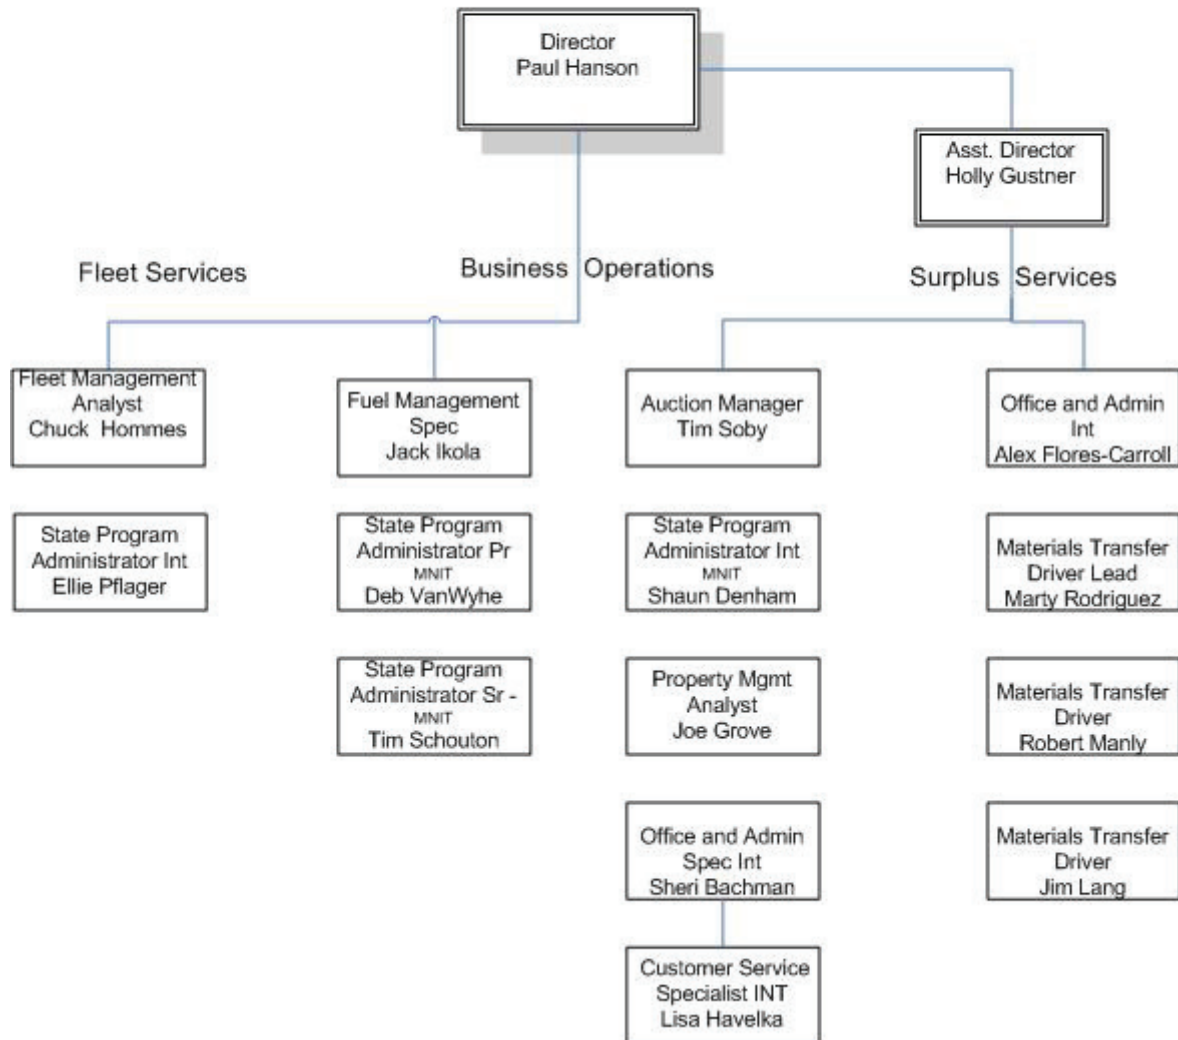 Director
Paul Hanson
Asst. Director
Holly Gustner
Fleet Services
Business Operations
Surplus Services
Fleet Management
Analyst
Chuck Hommes
Fuel Management
Spec
Jack Ikola
Auction Manager
Tim Soby
Office and Admin
Int
Alex Flores-Carroll
State Program
Administrator Int
Ellie Pflager
State Program
Administrator Pr
MNIT
Deb VanWyhe
State Program
Administrator Int
MNIT
Shaun Denham
Materials Transfer
Driver Lead
Marty Rodriguez
State Program
Administrator Sr -
MNIT
Tim Schouton
Property Mgmt
Analyst
Joe Grove
Materials Transfer
Driver
Robert Manly
Office and Admin
Spec Int
Sheri Bachman
Materials Transfer
Driver
Jim Lang
Customer Service
Specialist INT
Lisa Havelka